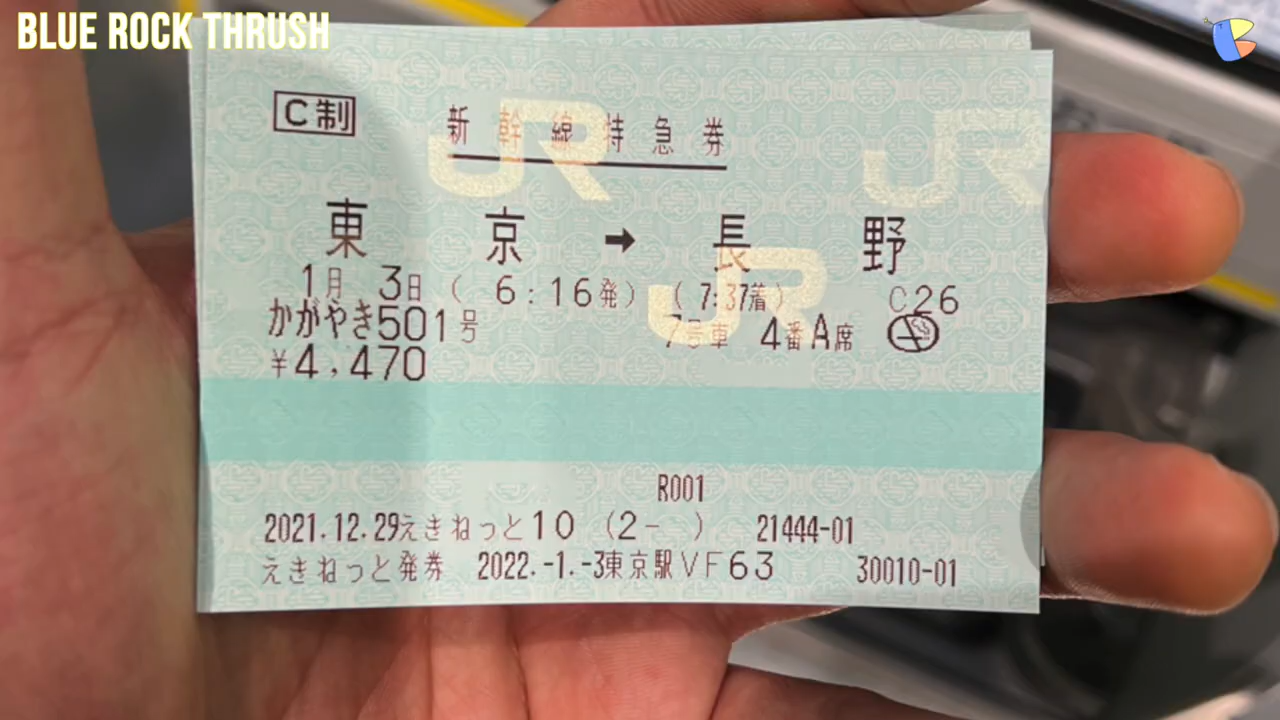 BLUE ROCK THRUSH
C制 新幹線特急券
東京 → 長野
1月 3日 ( 6:16発) ( 7:37着) C26
かがやき501号 7号車 4番A席
¥4,470
R001
2021.12.29えきねっと10 (2- ) 21444-01
えきねっと発券 2022.-1.-3東京駅VF63 30010-01
JR
JR
JR